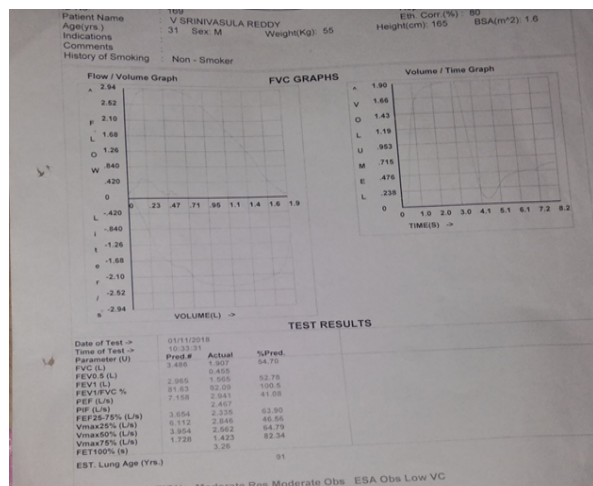 169
Patient Name : V SRINIVASULA REDDY
Eth. Corr.(%) : 80
Age(yrs.) : 31 Sex: M Weight(Kg): 55 Height(cm): 165 BSA(m^2): 1.6
Indications :
Comments :
History of Smoking : Non - Smoker
Flow / Volume Graph
FVC GRAPHS
Volume / Time Graph
^ 2.94
2.52
F 2.10
L 1.68
O 1.26
W .840
.420
0
0 .23 .47 .71 .95 1.1 1.4 1.6 1.9
L -.420
i -.840
t -1.26
e -1.68
r -2.10
/ -2.52
s -2.94
VOLUME(L) ->
^ 1.90
V 1.66
O 1.43
L 1.19
U .953
M .715
E .476
L .238
0
0 1.0 2.0 3.0 4.1 5.1 6.1 7.2 8.2
TIME(S) ->
TEST RESULTS
Date of Test -> 01/11/2018
Time of Test -> 10:33:31
Parameter (U) Pred.# Actual %Pred.
FVC (L) 3.486 1.907 54.70
FEV0.5 (L) 0.455
FEV1 (L) 2.965 1.565 52.78
FEV1/FVC % 81.63 82.09 100.6
PEF (L/s) 7.158 2.941 41.08
PIF (L/s) 2.467
FEF25-75% (L/s) 3.654 2.335 63.90
Vmax25% (L/s) 6.112 2.846 46.56
Vmax50% (L/s) 3.954 2.562 64.79
Vmax75% (L/s) 1.728 1.423 82.34
FET100% (s) 3.26
EST. Lung Age (Yrs.) 91
Moderate Res Moderate Obs ESA Obs Low VC